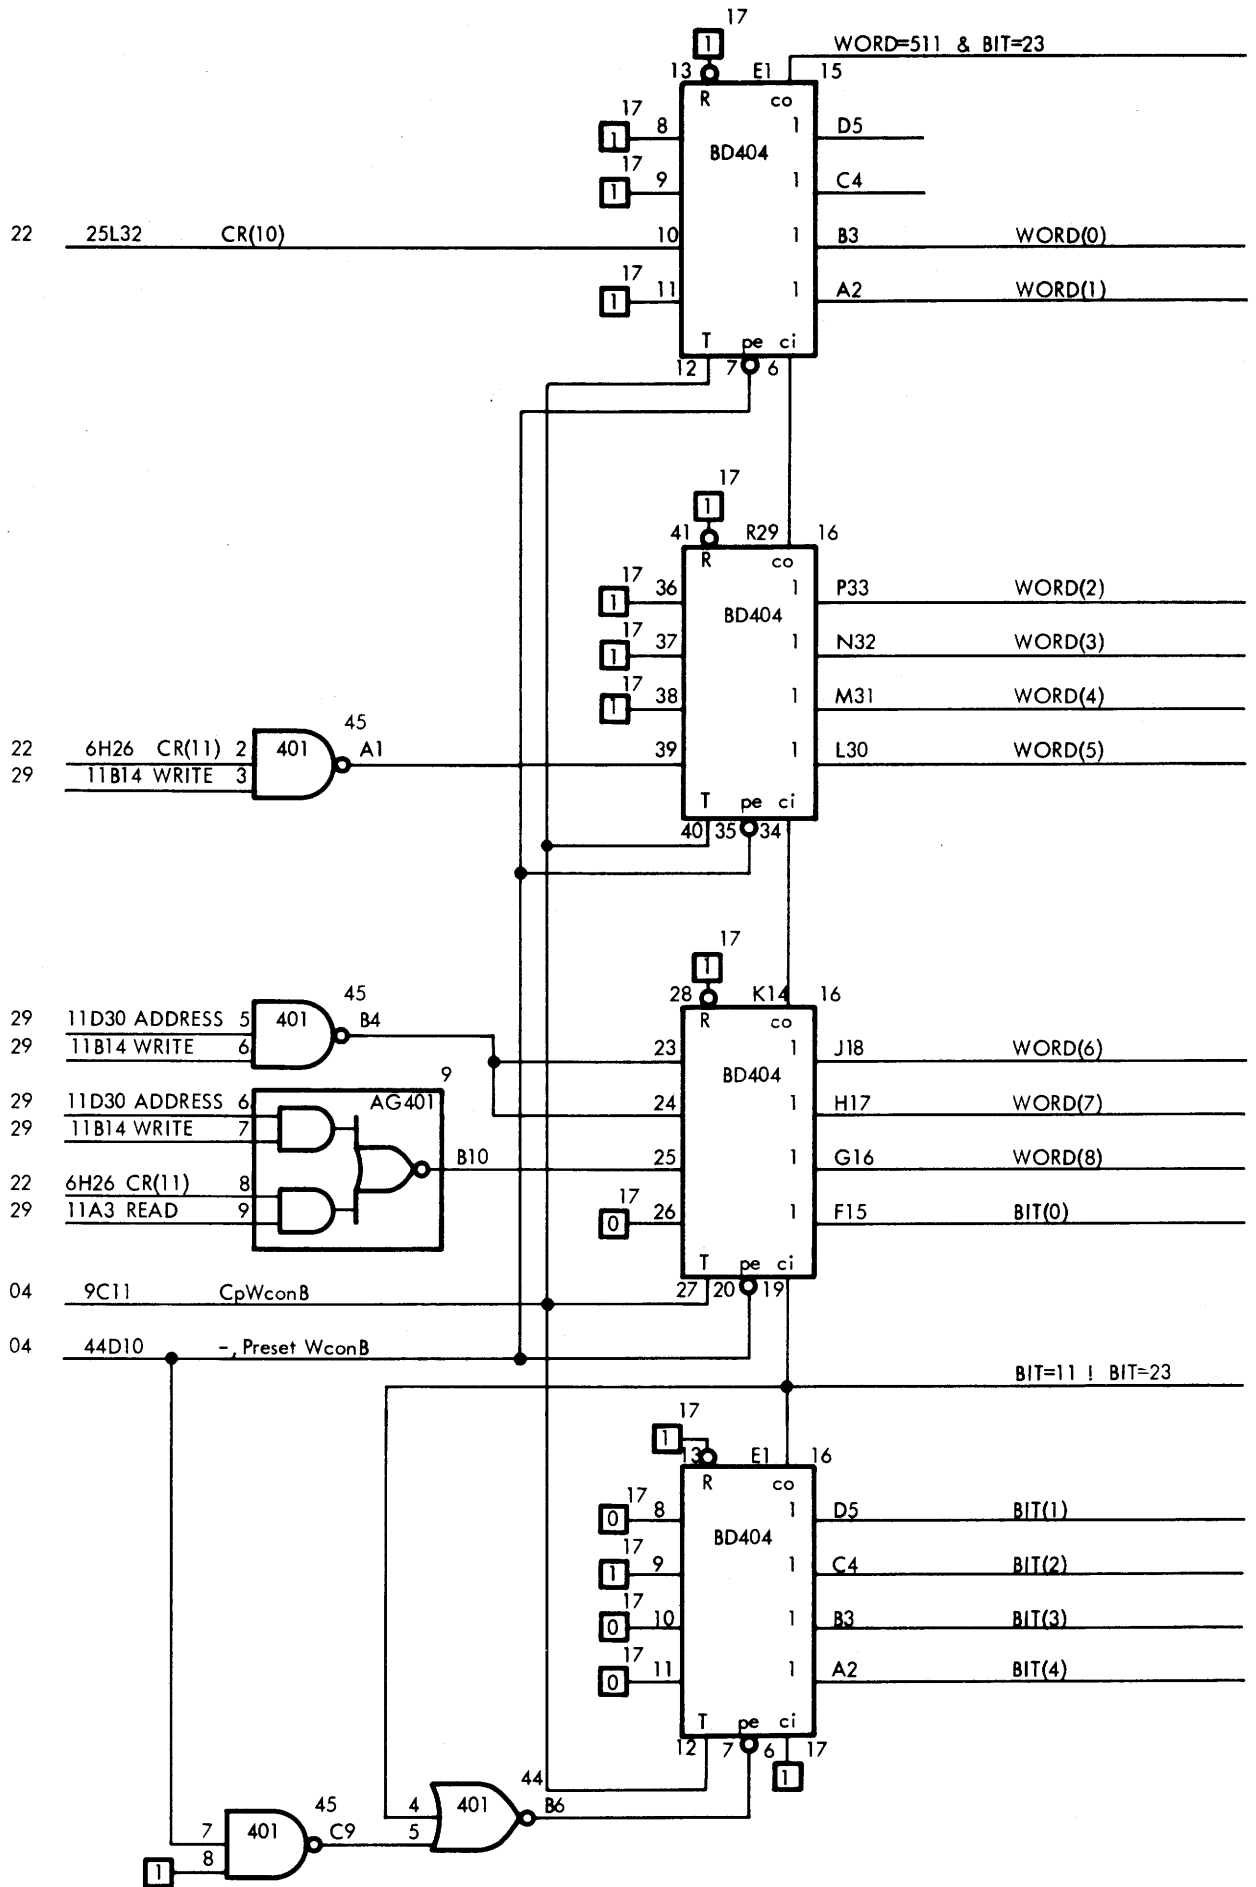 17
1 WORD=511 & BIT=23
13 E1 15
R co
17
1 8 1 D5
BD404
17
1 9 1 C4
22 25L32 CR(10) 10 1 B3 WORD(0)
17
1 11 1 A2 WORD(1)
T pe ci
12 7 6
17
1
41 R29 16
R co
17
1 36 1 P33 WORD(2)
BD404
17
1 37 1 N32 WORD(3)
17
1 38 1 M31 WORD(4)
45
22 6H26 CR(11) 2 401 A1 39 1 L30 WORD(5)
29 11B14 WRITE 3
T pe ci
40 35 34
17
1
28 K14 16
R co
45
29 11D30 ADDRESS 5 401 B4
29 11B14 WRITE 6 23 1 J18 WORD(6)
BD404
9
29 11D30 ADDRESS 6 AG401 24 1 H17 WORD(7)
29 11B14 WRITE 7
B10 25 1 G16 WORD(8)
22 6H26 CR(11) 8
29 11A3 READ 9
17
0 26 1 F15 BIT(0)
T pe ci
04 9C11 CpWconB 27 20 19
04 44D10 -, Preset WconB
BIT=11 ! BIT=23
17
1
13 E1 16
R co
17
0 8 1 D5 BIT(1)
BD404
17
1 9 1 C4 BIT(2)
17
0 10 1 B3 BIT(3)
17
0 11 1 A2 BIT(4)
T pe ci
12 7 6 17
1
44
4 401 B6
5
45
7 401 C9
1 8